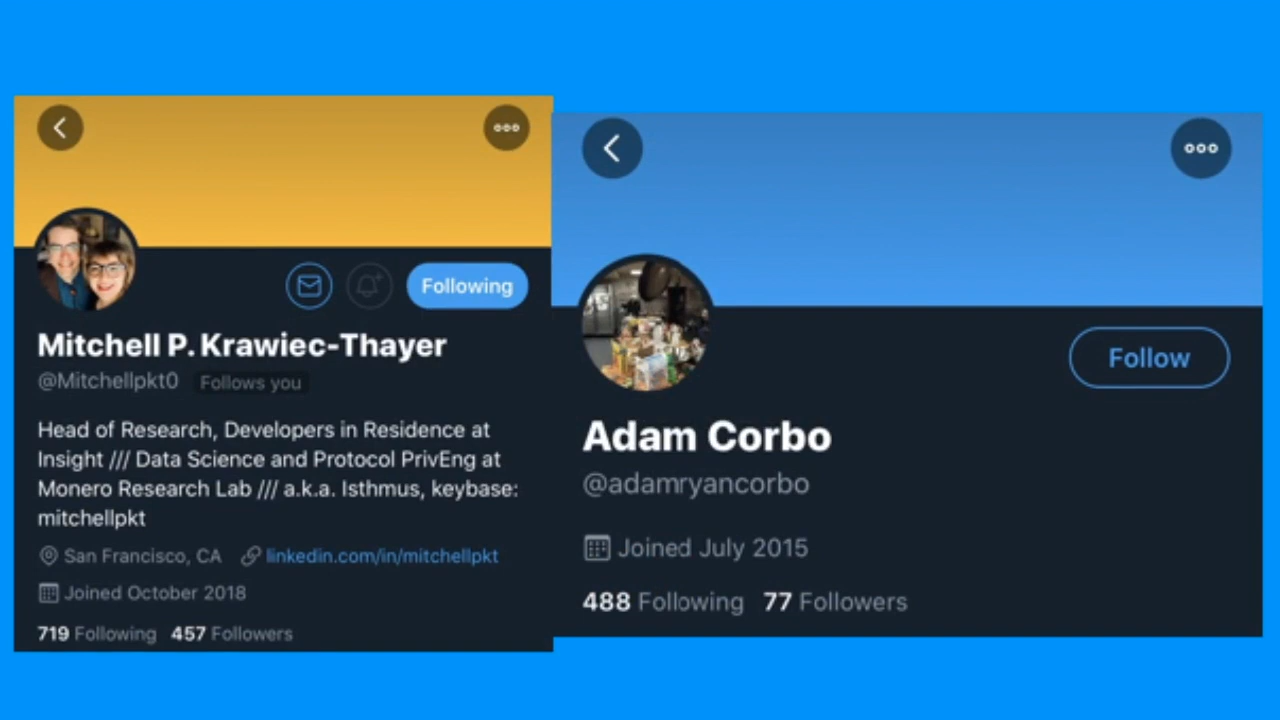 Following
Mitchell P. Krawiec-Thayer
@Mitchellpkt0 Follows you
Head of Research, Developers in Residence at
Insight /// Data Science and Protocol PrivEng at
Monero Research Lab /// a.k.a. Isthmus, keybase:
mitchellpkt
San Francisco, CA linkedin.com/in/mitchellpkt
Joined October 2018
719 Following 457 Followers
Follow
Adam Corbo
@adamryancorbo
Joined July 2015
488 Following 77 Followers